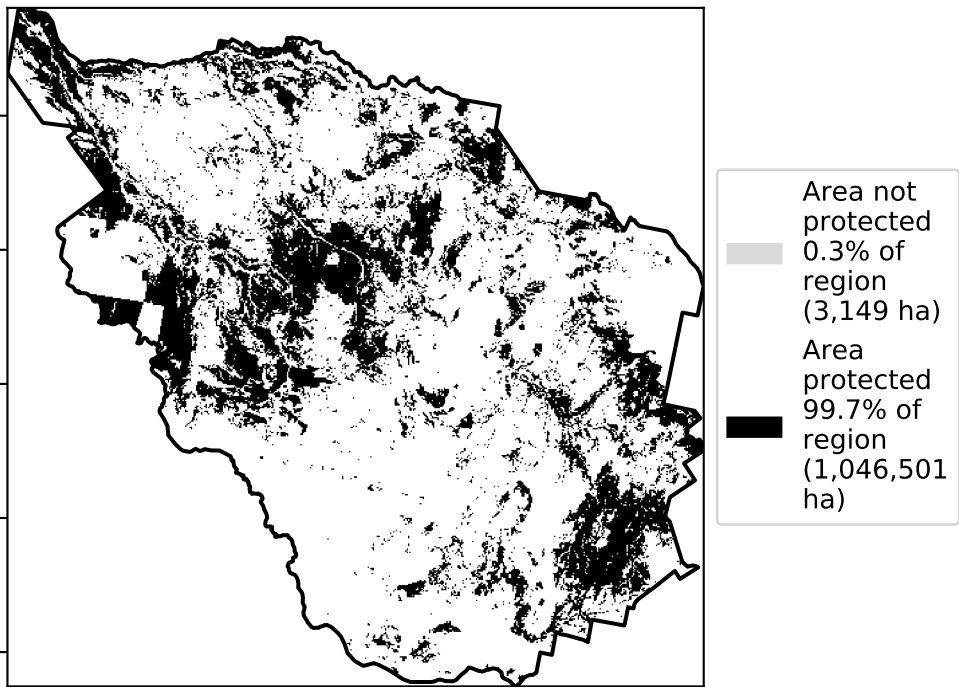 Area not
protected
0.3% of
region
(3,149 ha)
Area
protected
99.7% of
region
(1,046,501
ha)